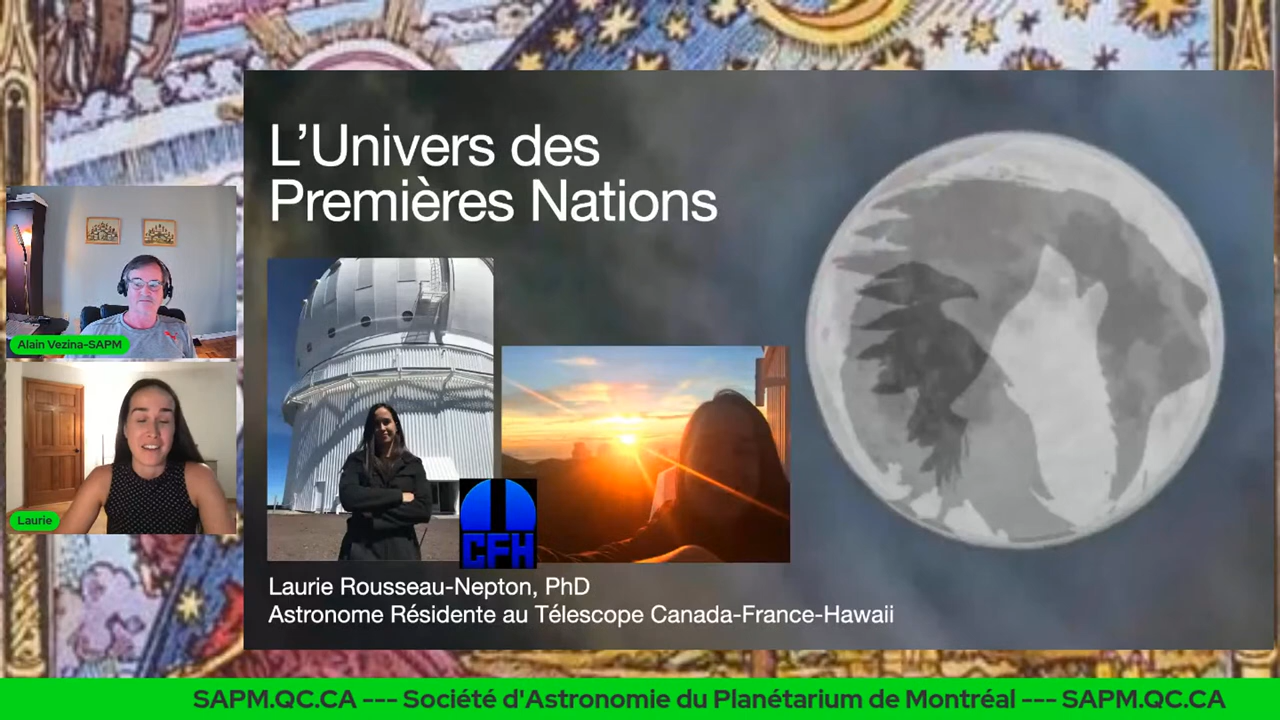 L'Univers des
Premières Nations
Alain Vezina-SAPM
Laurie
CFH
Laurie Rousseau-Nepton, PhD
Astronome Résidente au Télescope Canada-France-Hawaii
SAPM.QC.CA --- Société d'Astronomie du Planétarium de Montréal --- SAPM.QC.CA